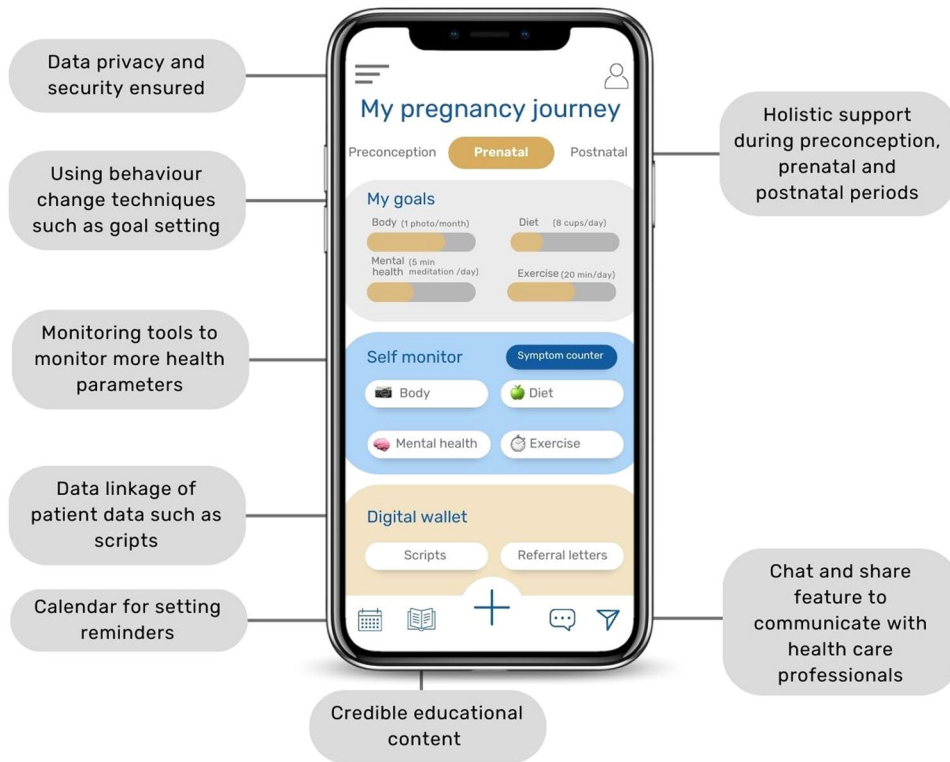 Data privacy and
security ensured
Using behaviour
change techniques
such as goal setting
Monitoring tools to
monitor more health
parameters
Data linkage of
patient data such as
scripts
Calendar for setting
reminders
My pregnancy journey
Preconception Prenatal Postnatal
My goals
Body (1 photo/month)
Diet (8 cups/day)
Mental health (5 min
meditation /day)
Exercise (20 min/day)
Self monitor
Symptom counter
Body
Diet
Mental health
Exercise
Digital wallet
Scripts
Referral letters
Credible educational
content
Holistic support
during preconception,
prenatal and
postnatal periods
Chat and share
feature to
communicate with
health care
professionals